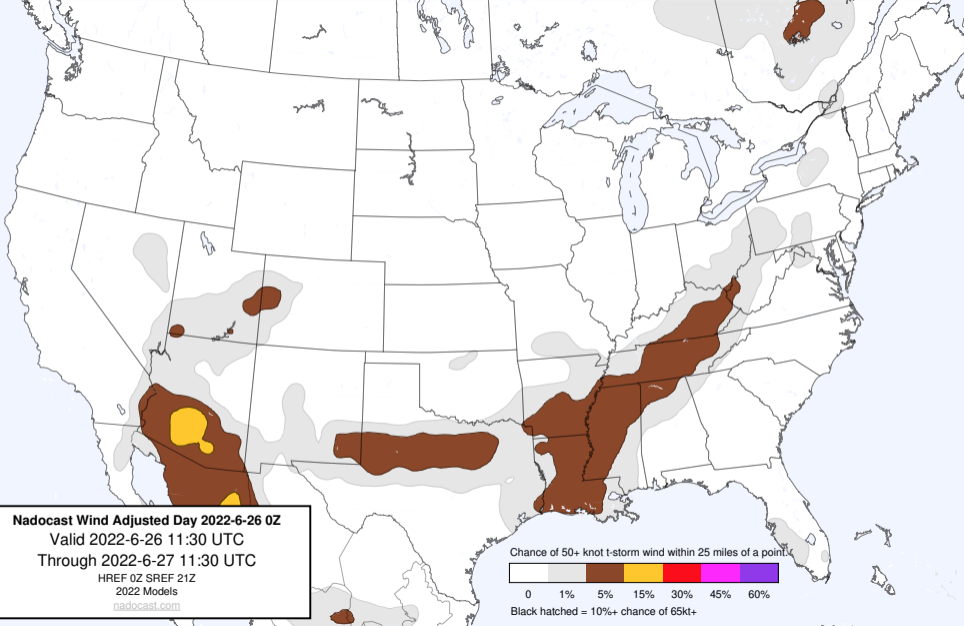 Nadocast Wind Adjusted Day 2022-6-26 0Z
Valid 2022-6-26 11:30 UTC
Through 2022-6-27 11:30 UTC
HREF 0Z SREF 21Z
2022 Models
nadocast.com
Chance of 50+ knot t-storm wind within 25 miles of a point.
0 1% 5% 15% 30% 45% 60%
Black hatched = 10%+ chance of 65kt+